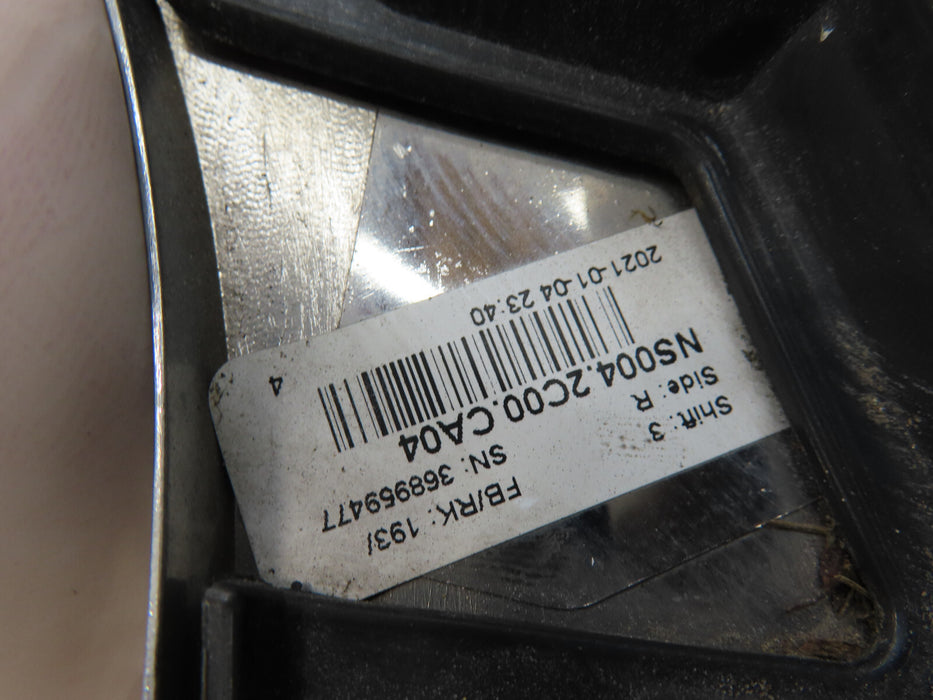 Shift: 3 FB/RK: 193/
Side: R SN: 368959477
NS004.2C00.CA04
2021-01-04 23:40 4